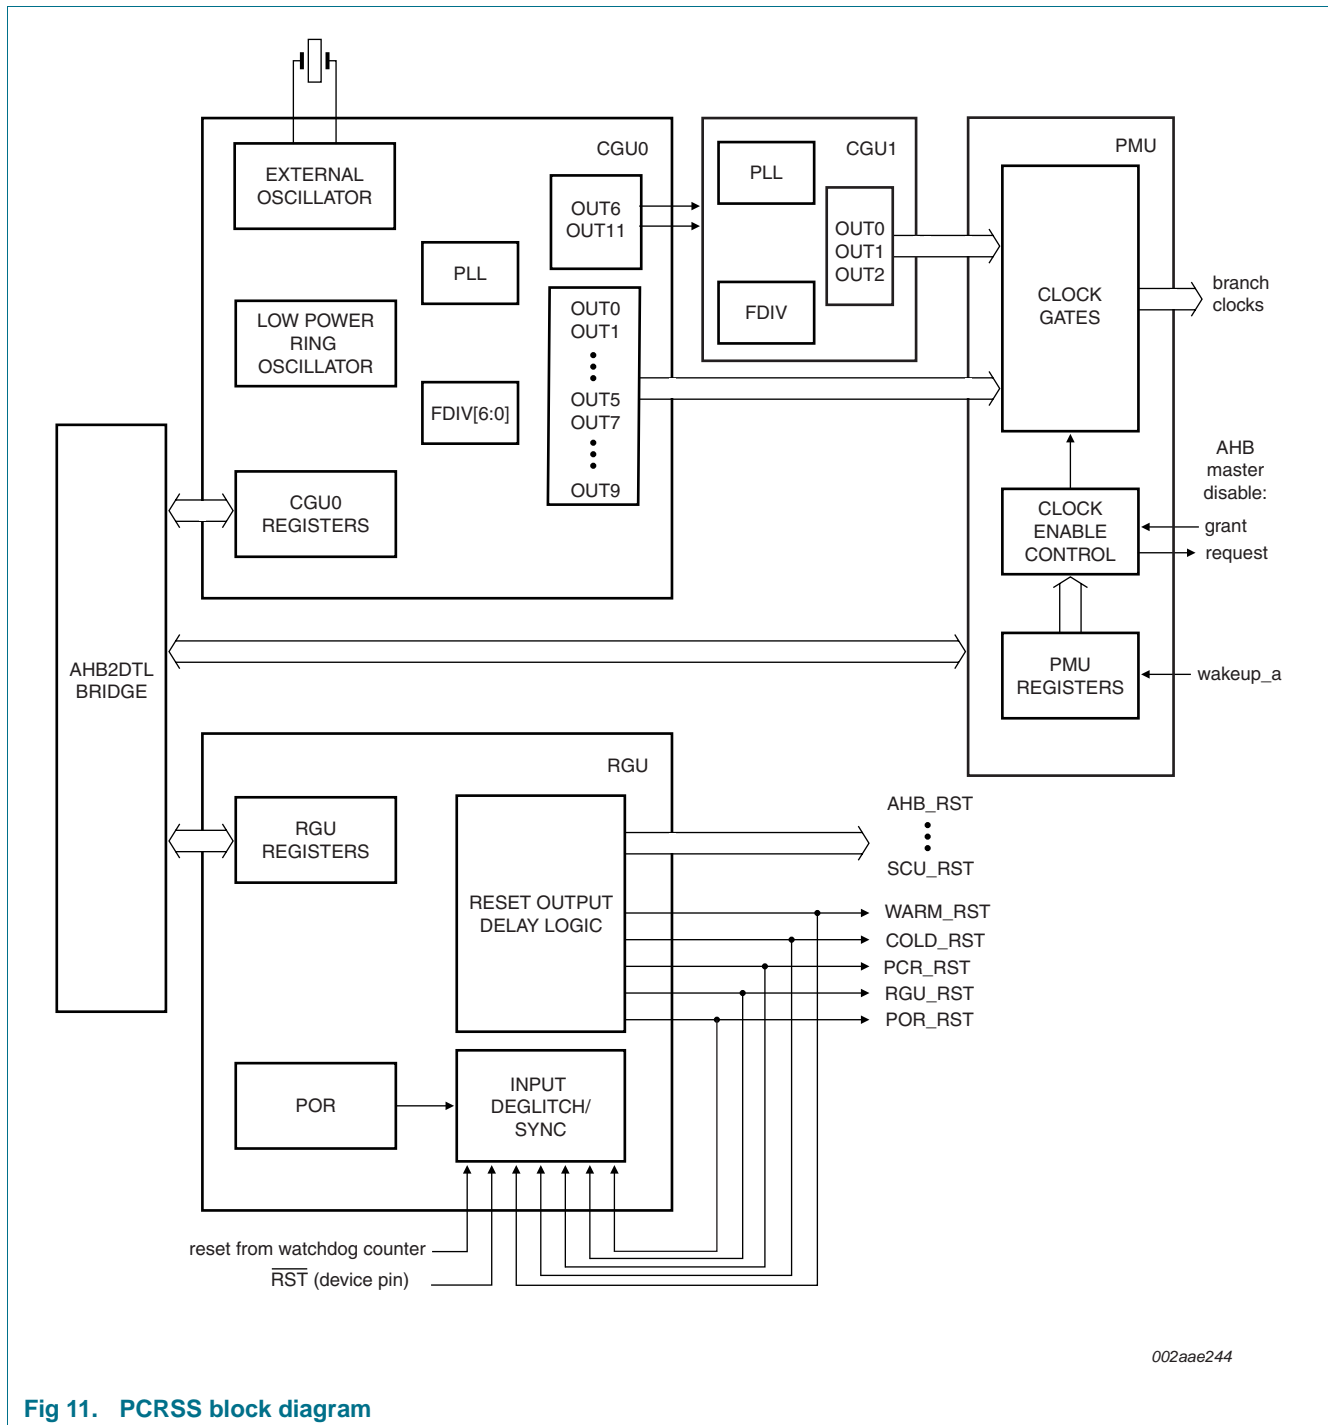 EXTERNAL
OSCILLATOR
CGU0
OUT6
OUT11
PLL
LOW POWER
RING
OSCILLATOR
FDIV[6:0]
OUT0
OUT1
OUT5
OUT7
OUT9
CGU0
REGISTERS
CGU1
PLL
OUT0
OUT1
OUT2
FDIV
PMU
CLOCK
GATES
branch
clocks
AHB
master
disable:
grant
request
CLOCK
ENABLE
CONTROL
PMU
REGISTERS
wakeup_a
AHB2DTL
BRIDGE
RGU
RGU
REGISTERS
RESET OUTPUT
DELAY LOGIC
AHB_RST
SCU_RST
WARM_RST
COLD_RST
PCR_RST
RGU_RST
POR_RST
POR
INPUT
DEGLITCH/
SYNC
reset from watchdog counter
RST (device pin)
002aae244
Fig 11. PCRSS block diagram